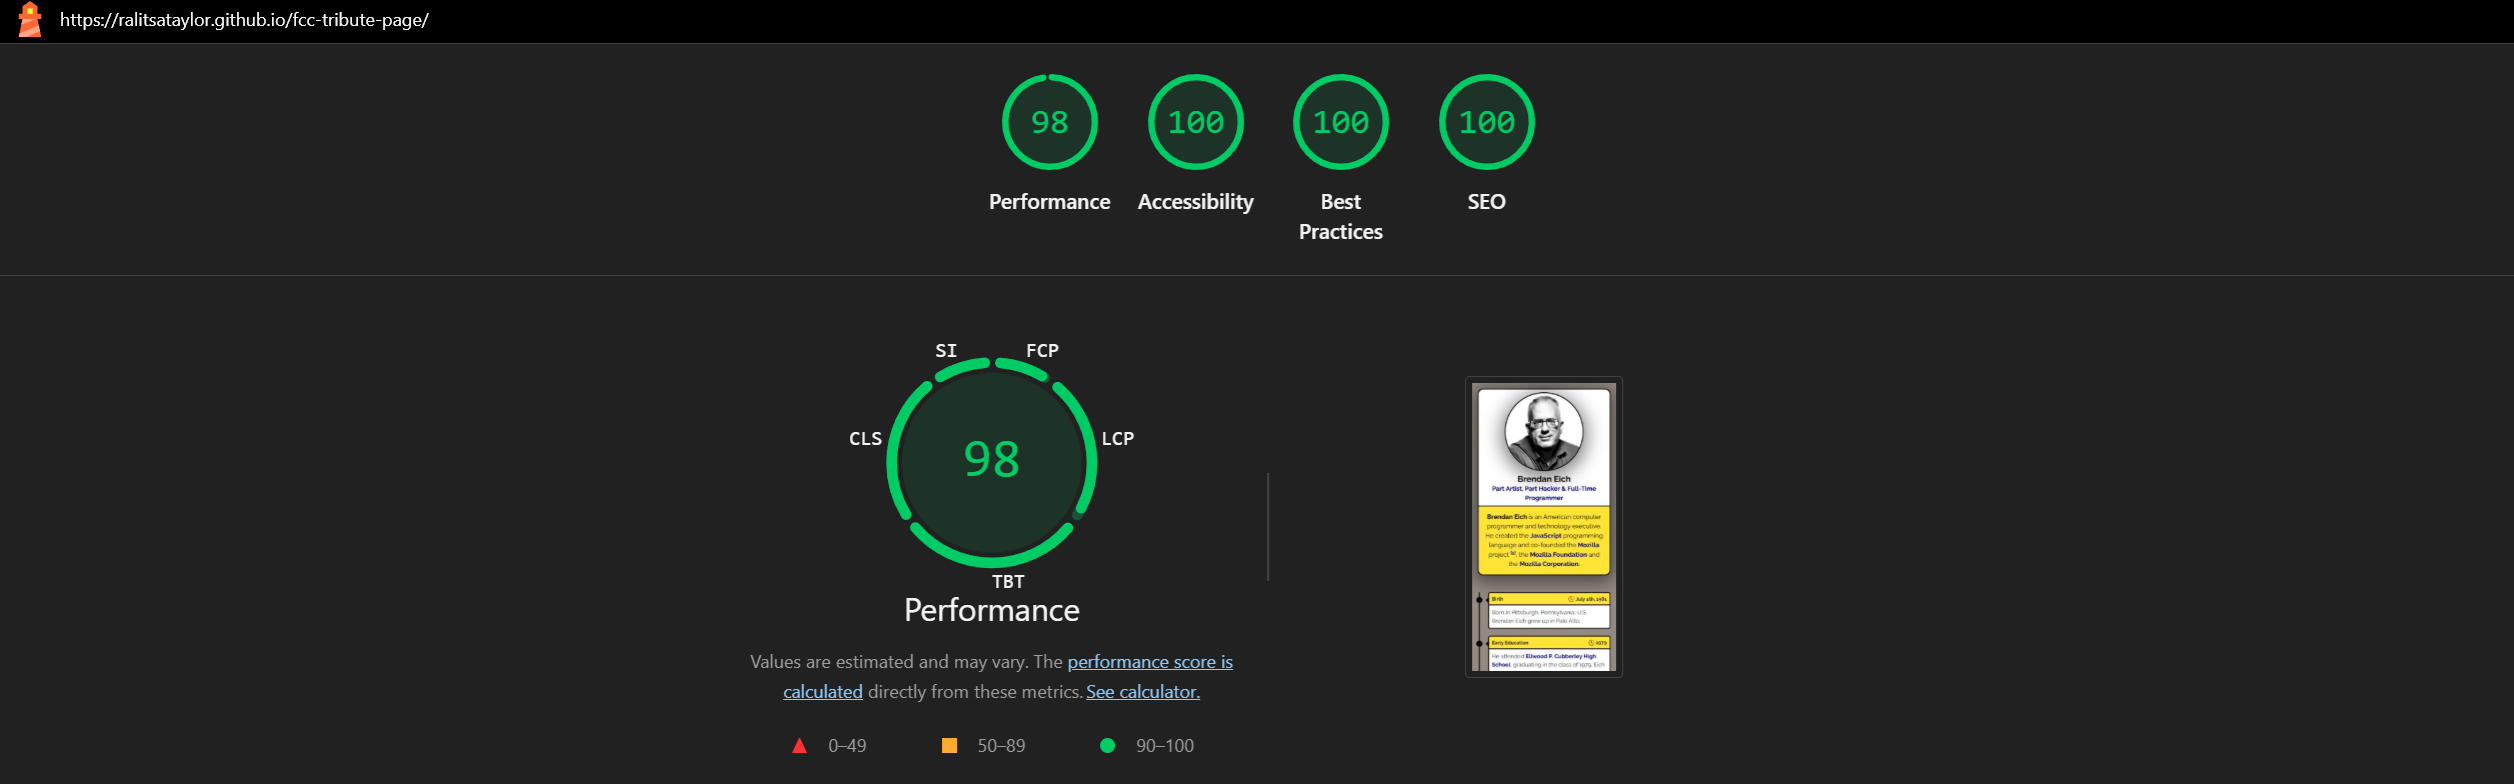 https://ralitsataylor.github.io/fcc-tribute-page/
98
100
100
100
Performance
Accessibility
Best
Practices
SEO
SI
FCP
CLS
LCP
98
TBT
Performance
Values are estimated and may vary. The performance score is
calculated directly from these metrics. See calculator.
0–49
50–89
90–100
Brendan Eich
Part Artist, Part Hacker & Full-Time
Programmer
Brendan Eich is an American computer
programmer and technology executive.
He created the JavaScript programming
language and co-founded the Mozilla
project, the Mozilla Foundation and
the Mozilla Corporation.
Birth
Born in Pittsburgh, Pennsylvania, U.S.
Brendan Eich grew up in Palo Alto.
Early Education
1979
He attended Ellwood P. Cubberley High
School, graduating in the class of 1979. Eich